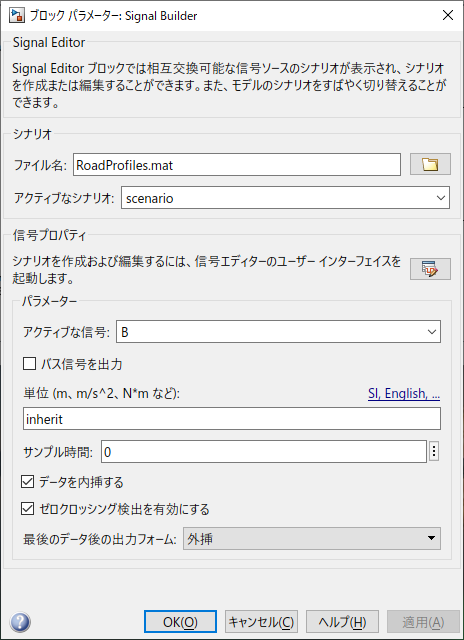 ブロック パラメーター: Signal Builder
Signal Editor
Signal Editor ブロックでは相互交換可能な信号ソースのシナリオが表示され、シナリオ
を作成または編集することができます。また、モデルのシナリオをすばやく切り替えることが
できます。
シナリオ
ファイル名: RoadProfiles.mat
アクティブなシナリオ: scenario
信号プロパティ
シナリオを作成および編集するには、信号エディターのユーザー インターフェイスを
起動します。
パラメーター
アクティブな信号: B
バス信号を出力
単位 (m、m/s^2、N*m など): SI, English, ...
inherit
サンプル時間: 0
データを内挿する
ゼロクロッシング検出を有効にする
最後のデータ後の出力フォーム: 外挿
OK(O) キャンセル(C) ヘルプ(H) 適用(A)